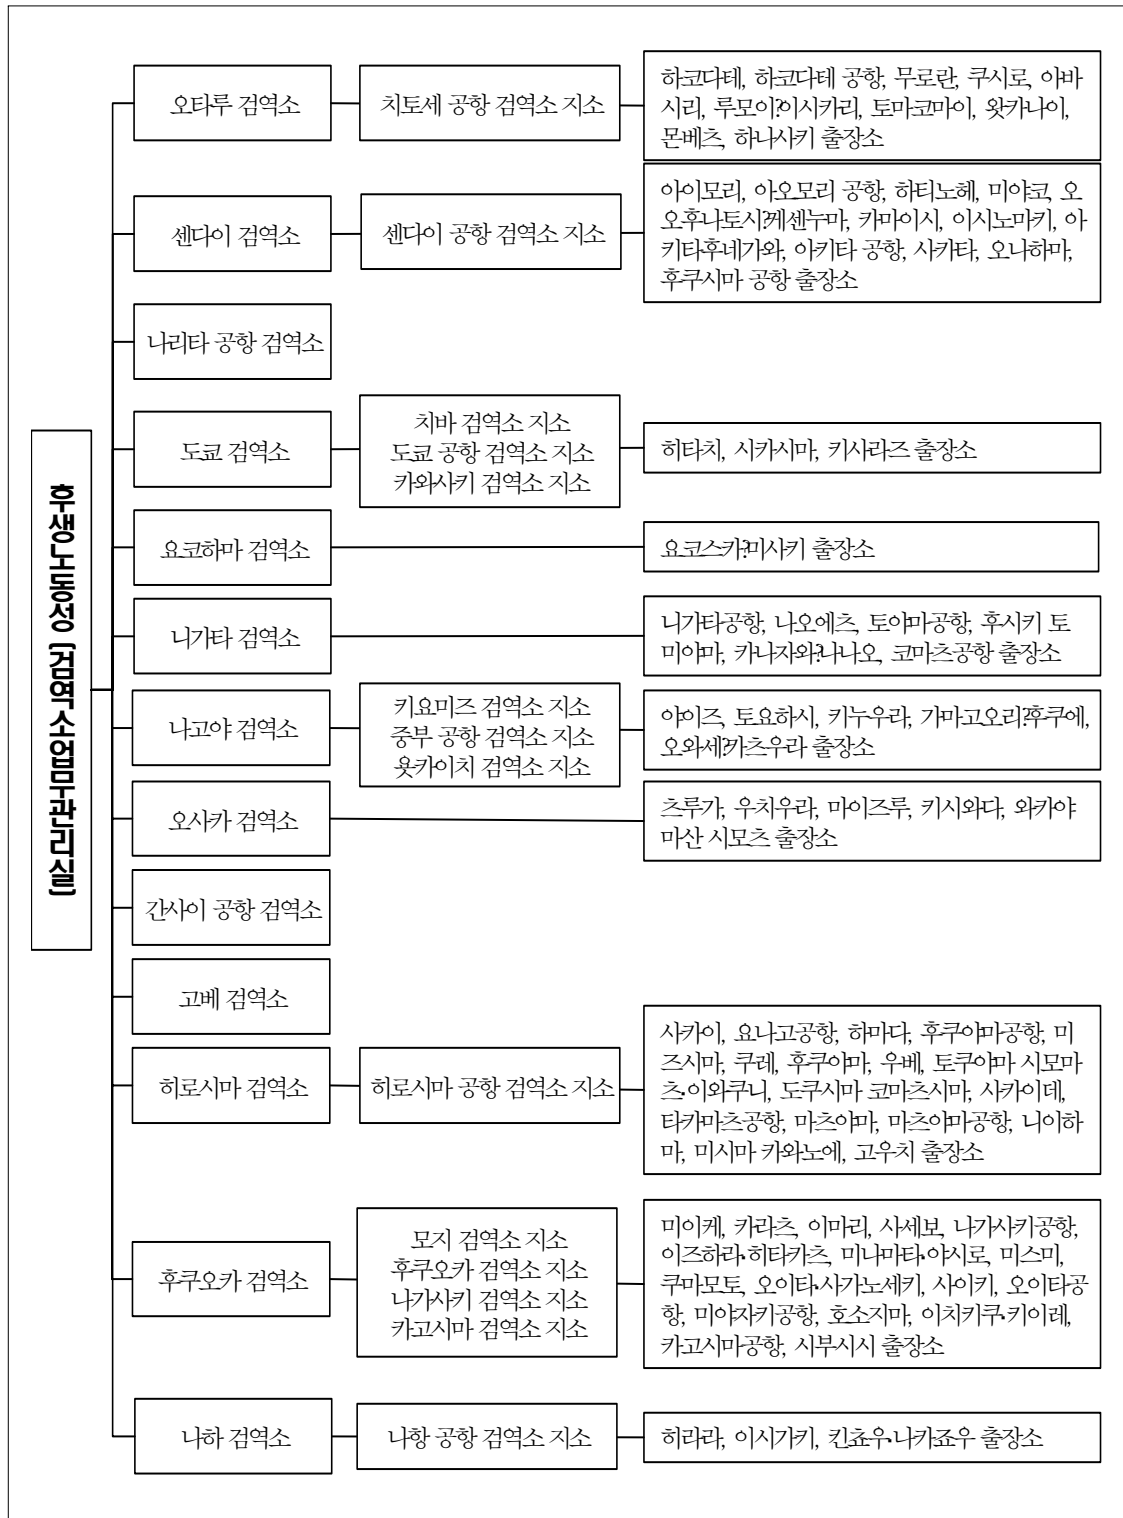 후생노동성 (검역소업무관리실)
오타루 검역소
치토세 공항 검역소 지소
하코다테, 하코다테 공항, 무로란, 쿠시로, 아바
시리, 루모이?이시카리, 토마코마이, 왓카나이,
몬베츠, 하나사키 출장소
센다이 검역소
센다이 공항 검역소 지소
아이모리, 아오모리 공항, 하티노헤, 미야코, 오
오후나토시?케센누마, 카마이시, 이시노마키, 아
키타후네가와, 아키타 공항, 사카타, 오나하마,
후쿠시마 공항 출장소
나리타 공항 검역소
도쿄 검역소
치바 검역소 지소
도쿄 공항 검역소 지소
카와사키 검역소 지소
히타치, 시카시마, 키사라즈 출장소
요코하마 검역소
요코스카?미사키 출장소
니가타 검역소
니가타공항, 나오에츠, 토야마공항, 후시키 토
미야마, 카나자와?나나오, 코마츠공항 출장소
나고야 검역소
키요미즈 검역소 지소
중부 공항 검역소 지소
욧카이치 검역소 지소
야이즈, 토요하시, 키누우라, 가마고오리?후쿠에,
오와세?카츠우라 출장소
오사카 검역소
츠루가, 우치우라, 마이즈루, 키시와다, 와카야
마산 시모츠 출장소
간사이 공항 검역소
고베 검역소
히로시마 검역소
히로시마 공항 검역소 지소
사카이, 요나고공항, 하마다, 후쿠야마공항, 미
즈시마, 쿠레, 후쿠야마, 우베, 토쿠야마 시모마
츠·이와쿠니, 도쿠시마 코마츠시마, 사카이데,
타카마츠공항, 마츠야마, 마츠야마공항, 니이하
마, 미시마 카와노에, 고우치 출장소
후쿠오카 검역소
모지 검역소 지소
후쿠오카 검역소 지소
나가사키 검역소 지소
카고시마 검역소 지소
미이케, 카라츠, 이마리, 사세보, 나가사키공항,
이즈하라·히타카츠, 미나마타·야시로, 미스미,
쿠마모토, 오이타·사가노세키, 사이키, 오이타공
항, 미야자키공항, 호소지마, 이치키쿠·키이레,
카고시마공항, 시부시시 출장소
나하 검역소
나항 공항 검역소 지소
히라라, 이시가키, 킨쵸우·나카죠우 출장소